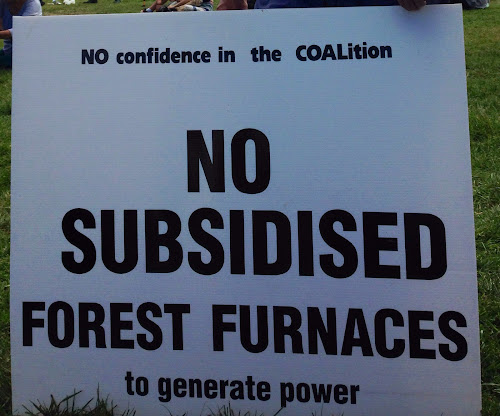 NO confidence in the COALition
NO
SUBSIDISED
FOREST FURNACES
to generate power